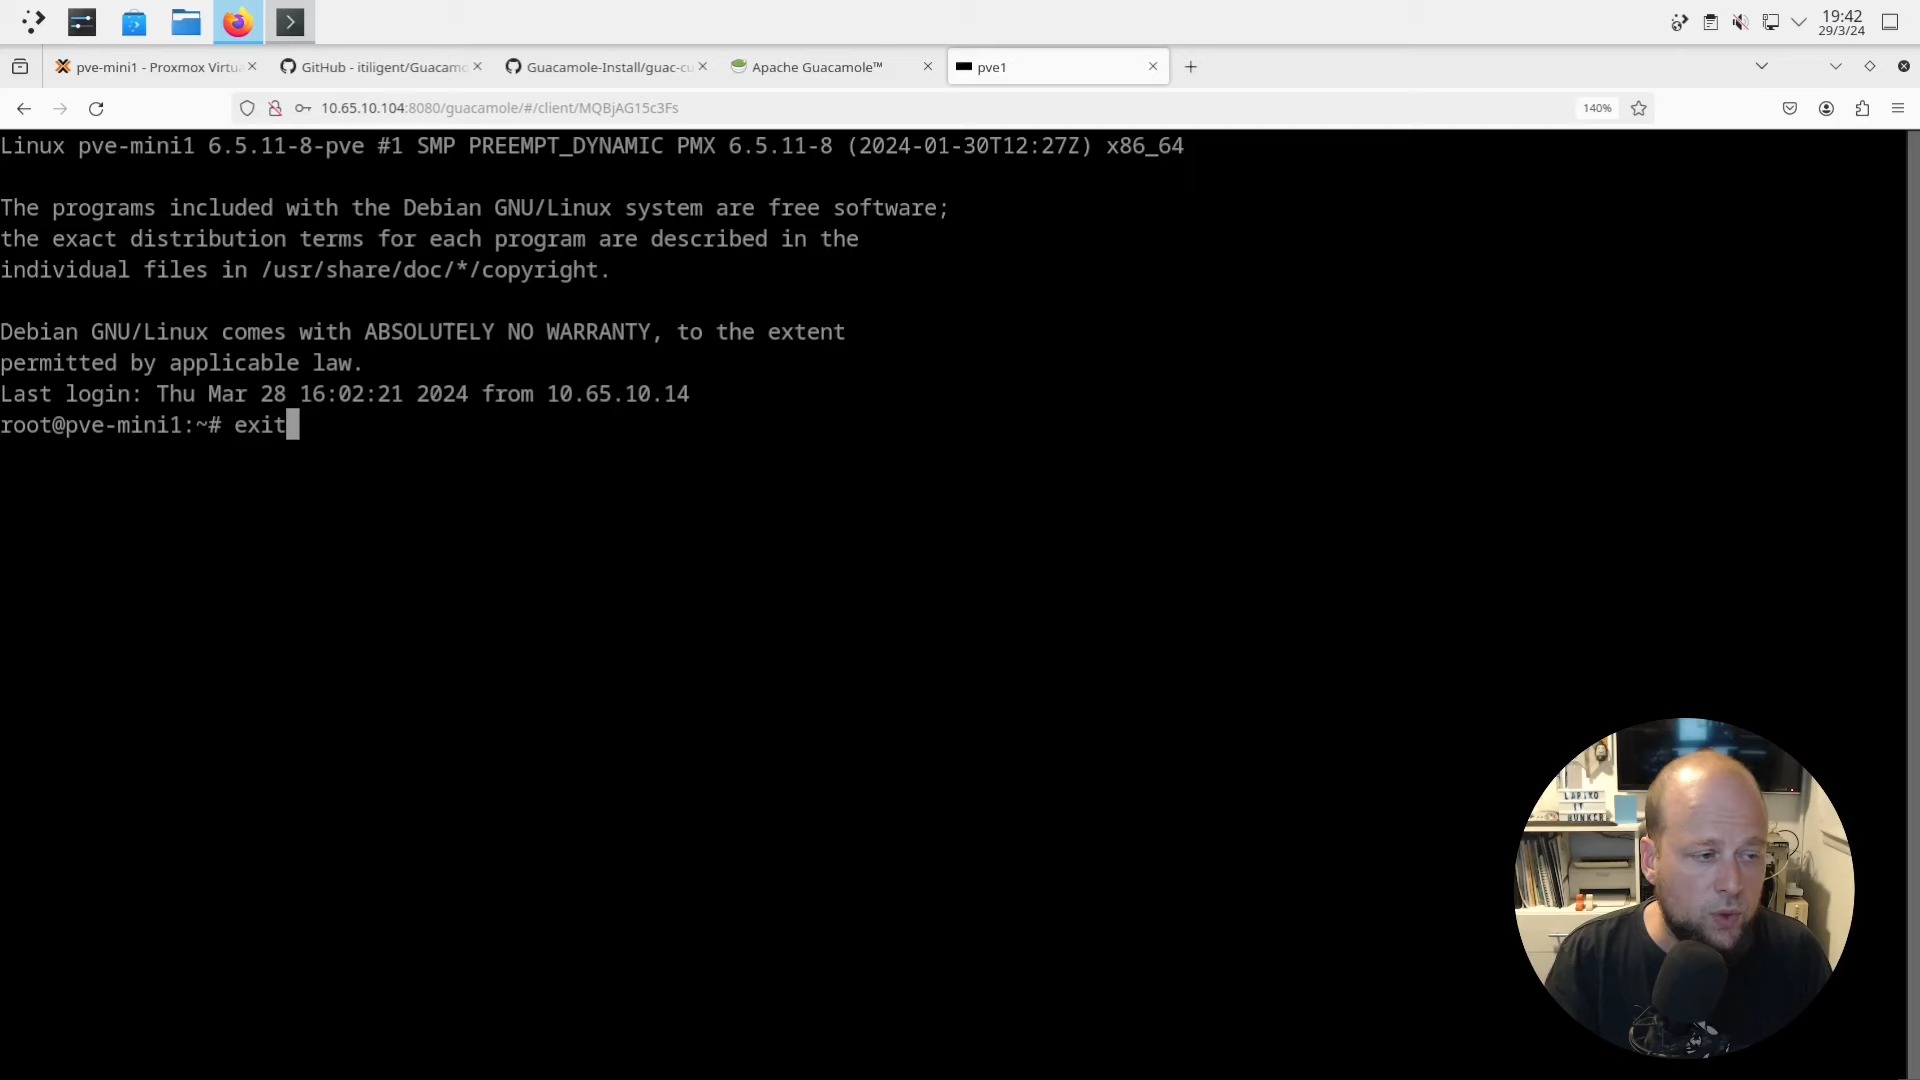 19:42
29/3/24
pve-mini1 - Proxmox Virtu
GitHub - itiligent/Guacamo
Guacamole-Install/guac-cu
Apache Guacamole™
pve1
10.65.10.104:8080/guacamole/#/client/MQBjAG15c3Fs
140%
Linux pve-mini1 6.5.11-8-pve #1 SMP PREEMPT_DYNAMIC PMX 6.5.11-8 (2024-01-30T12:27Z) x86_64
The programs included with the Debian GNU/Linux system are free software;
the exact distribution terms for each program are described in the
individual files in /usr/share/doc/*/copyright.
Debian GNU/Linux comes with ABSOLUTELY NO WARRANTY, to the extent
permitted by applicable law.
Last login: Thu Mar 28 16:02:21 2024 from 10.65.10.14
root@pve-mini1:~# exit
IT